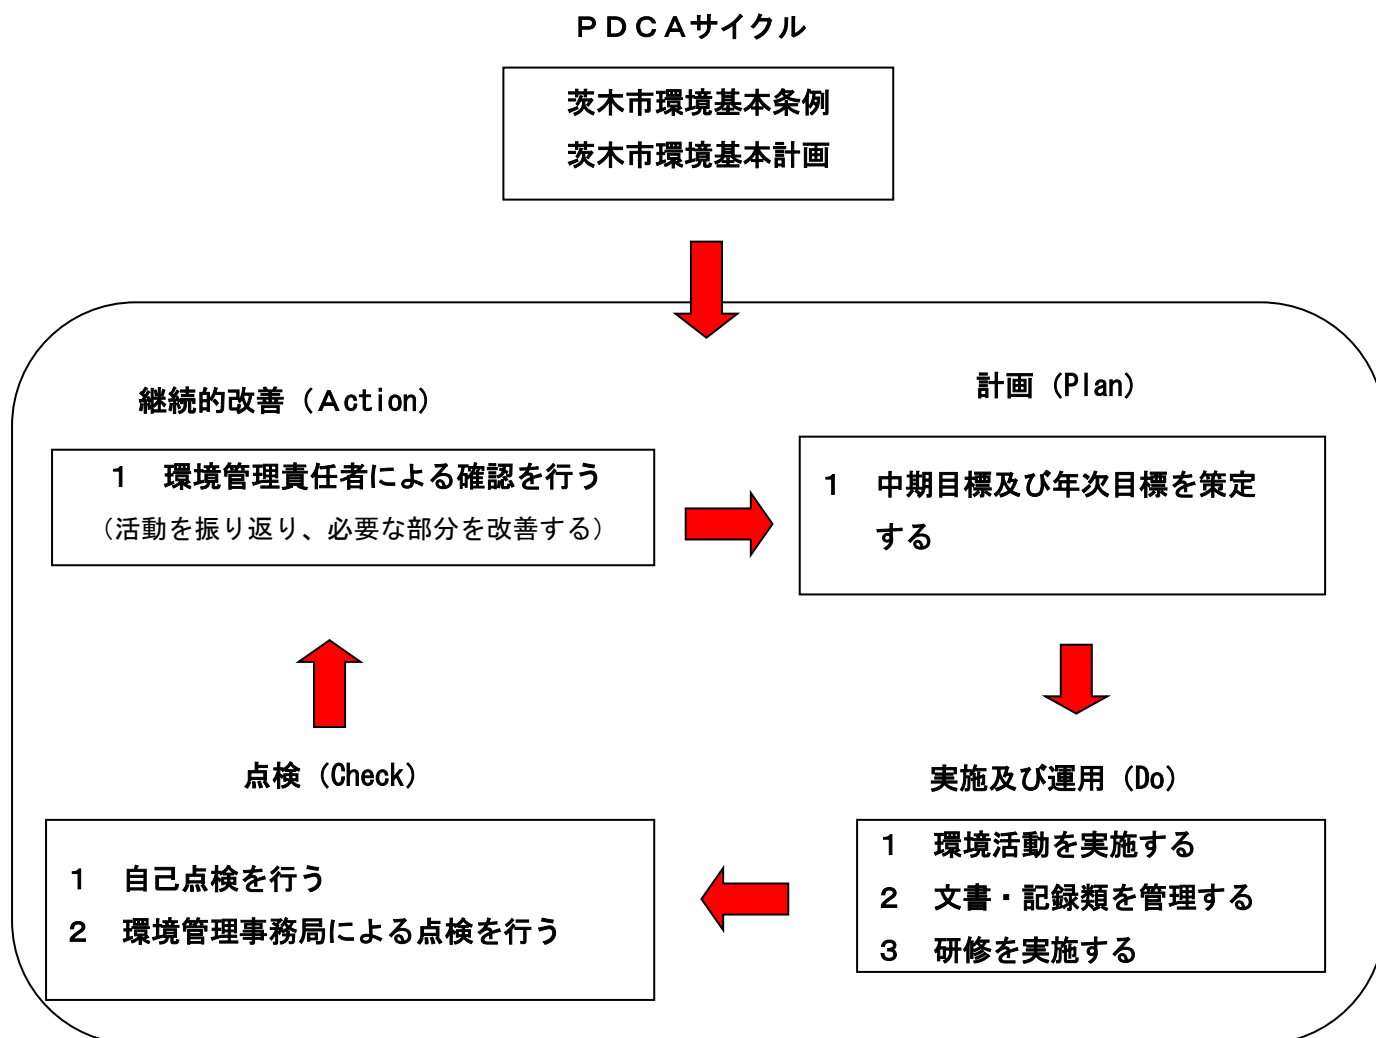 ＰＤＣＡサイクル
茨木市環境基本条例
茨木市環境基本計画
継続的改善（Ａction）
１　環境管理責任者による確認を行う
（活動を振り返り、必要な部分を改善する）
計画（Plan）
１　中期目標及び年次目標を策定
する
点検（Check）
１　自己点検を行う
２　環境管理事務局による点検を行う
実施及び運用（Do）
１　環境活動を実施する
２　文書・記録類を管理する
３　研修を実施する